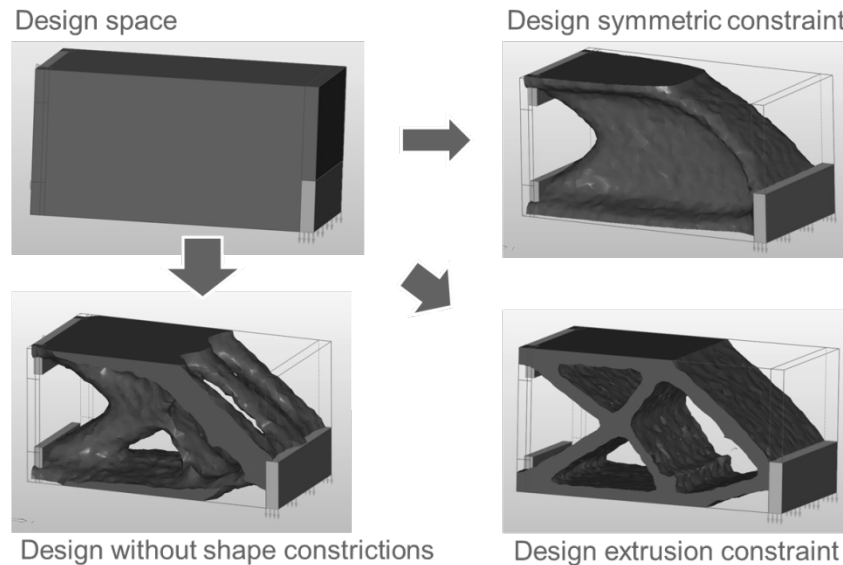 Design space
Design symmetric constraint
Design without shape constrictions
Design extrusion constraint